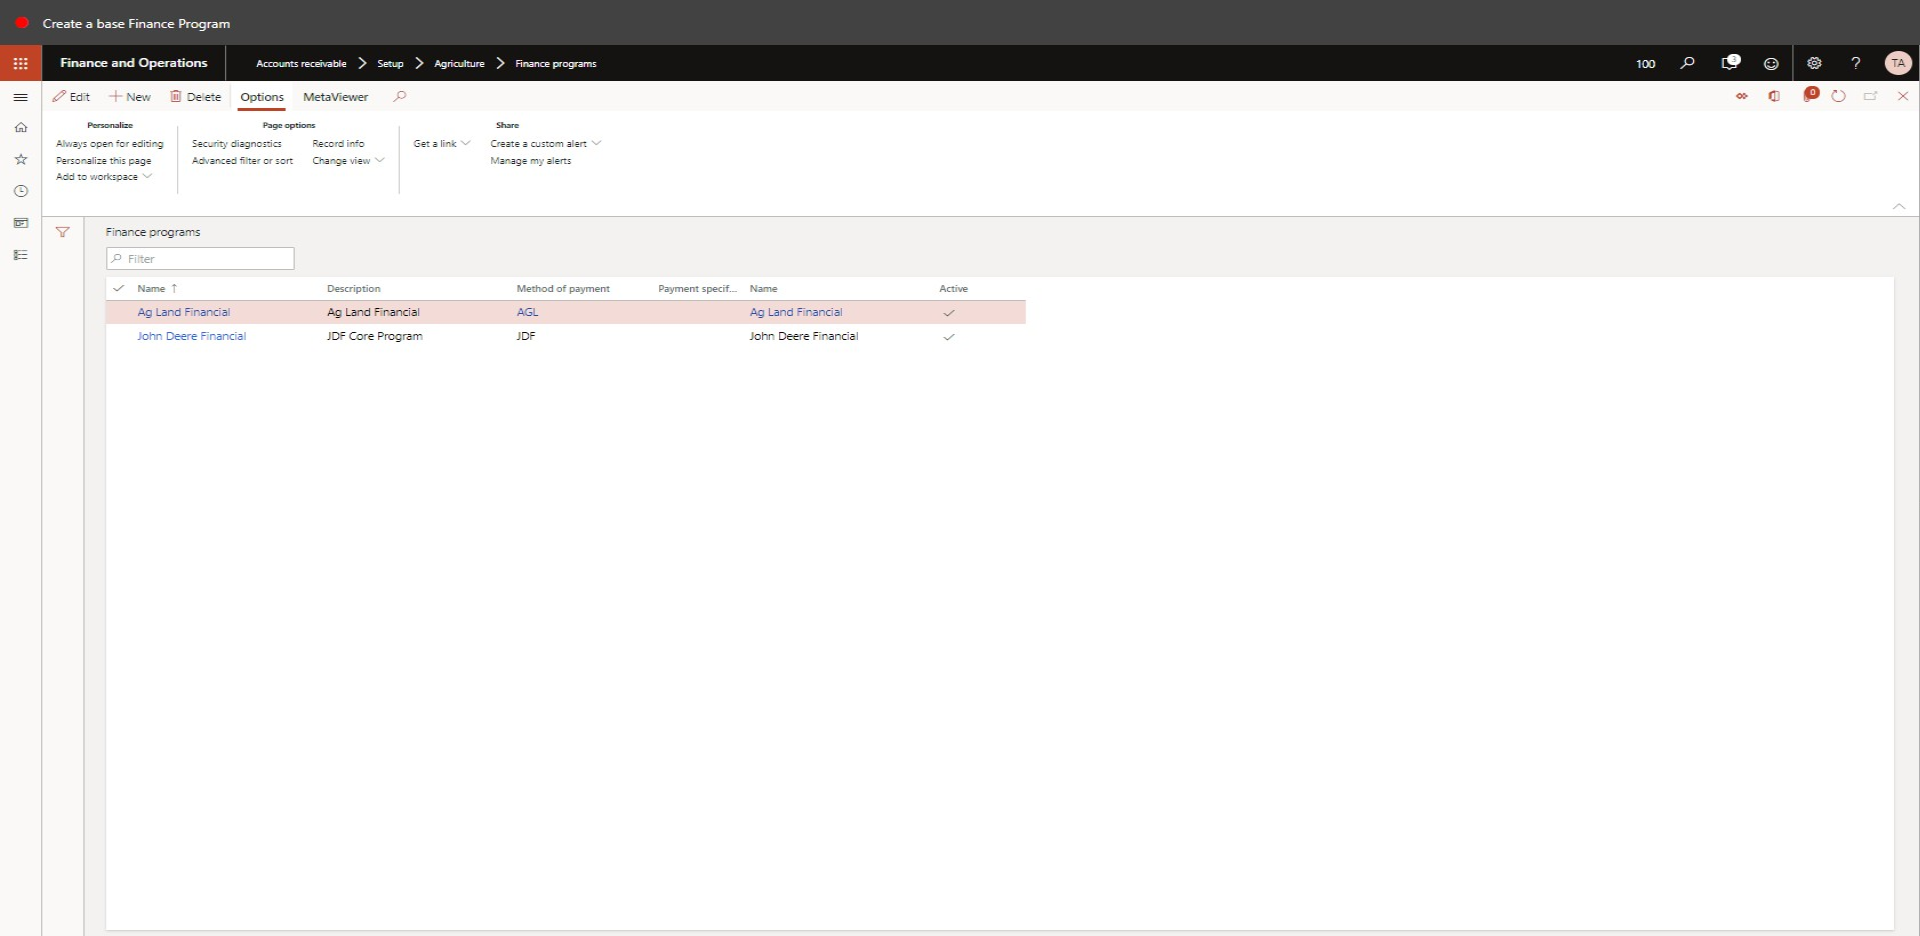 Create a base Finance Program
Finance and Operations
Accounts receivable Setup Agriculture Finance programs
100 3 ? TA
Edit New Delete Options MetaViewer 0
Personalize
Always open for editing
Personalize this page
Add to workspace
Page options
Security diagnostics Record info
Advanced filter or sort Change view
Share
Get a link Create a custom alert
Manage my alerts
Finance programs
Filter
Name ↑ Description Method of payment Payment specif... Name Active
Ag Land Financial Ag Land Financial AGL Ag Land Financial
John Deere Financial JDF Core Program JDF John Deere Financial